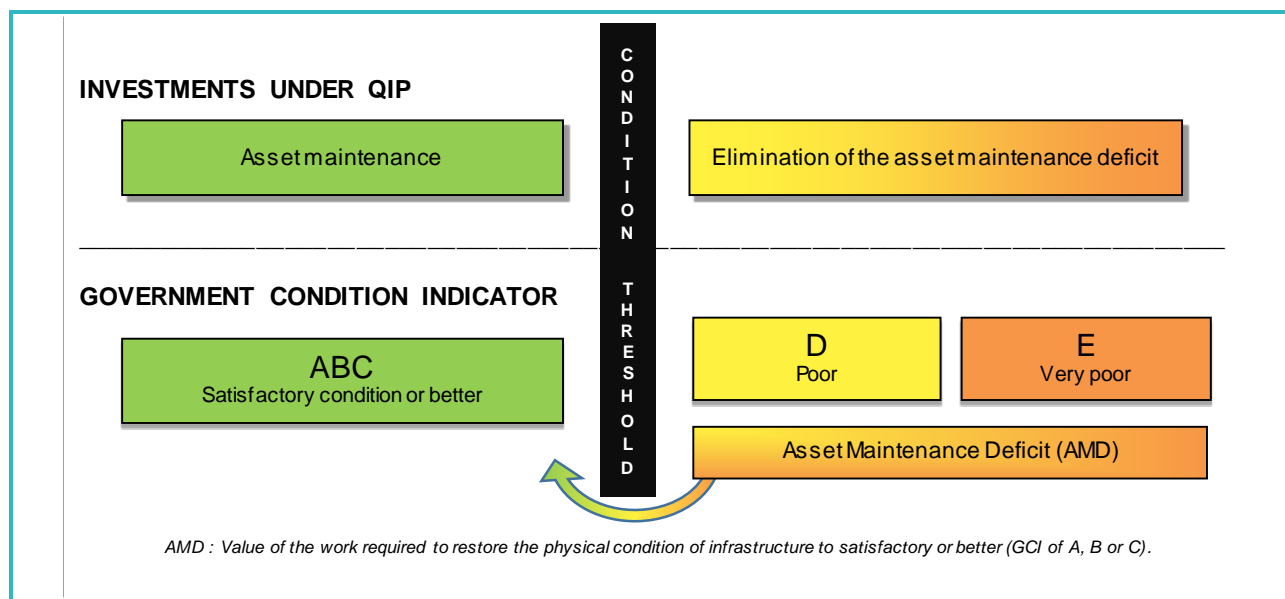 INVESTMENTS UNDER QIP
Asset maintenance
CONDITION THRESHOLD
Elimination of the asset maintenance deficit
GOVERNMENT CONDITION INDICATOR
ABC
Satisfactory condition or better
D
Poor
E
Very poor
Asset Maintenance Deficit (AMD)
AMD : Value of the work required to restore the physical condition of infrastructure to satisfactory or better (GCI of A, B or C).